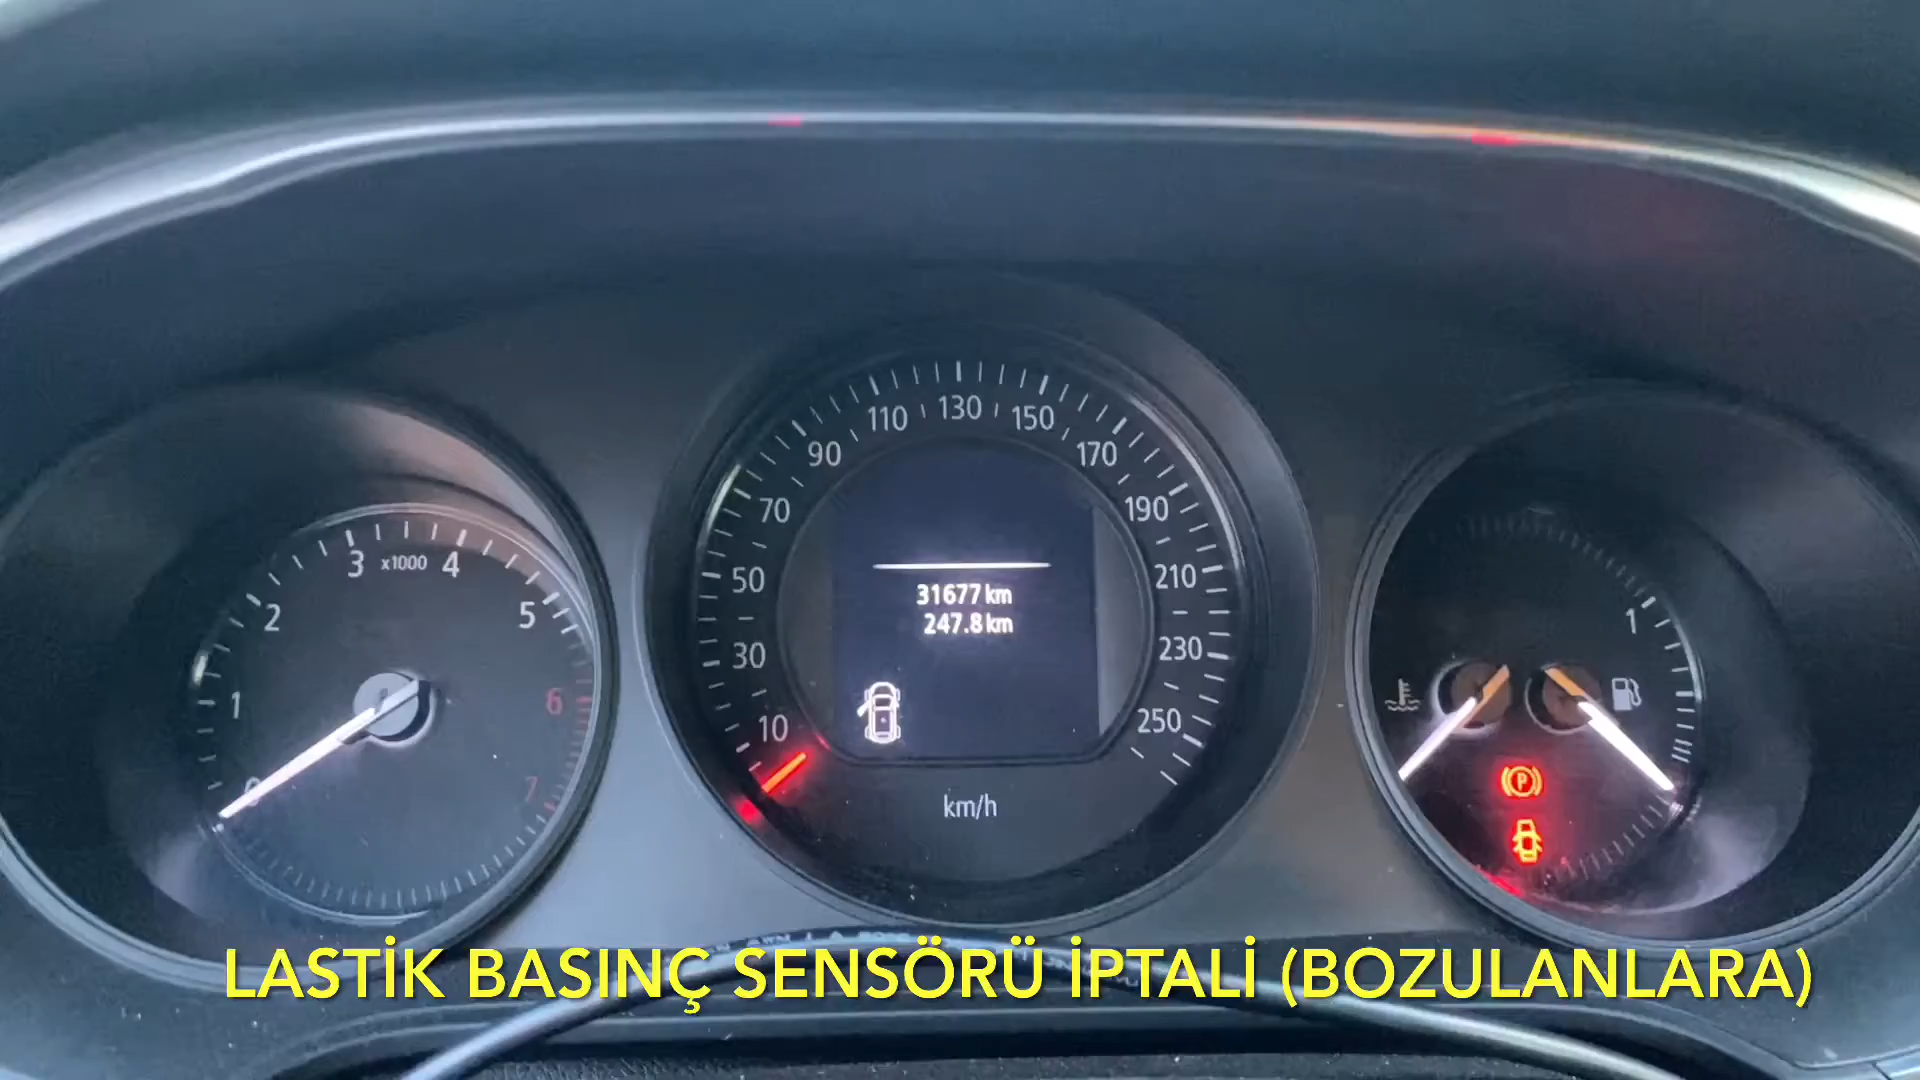 110 130 150
90 170
70 190
50 210
30 230
10 250
km/h
31677 km
247.8 km
3 x1000 4
2 5
1 6
0 7
1
P
LASTİK BASINÇ SENSÖRÜ İPTALİ (BOZULANLARA)